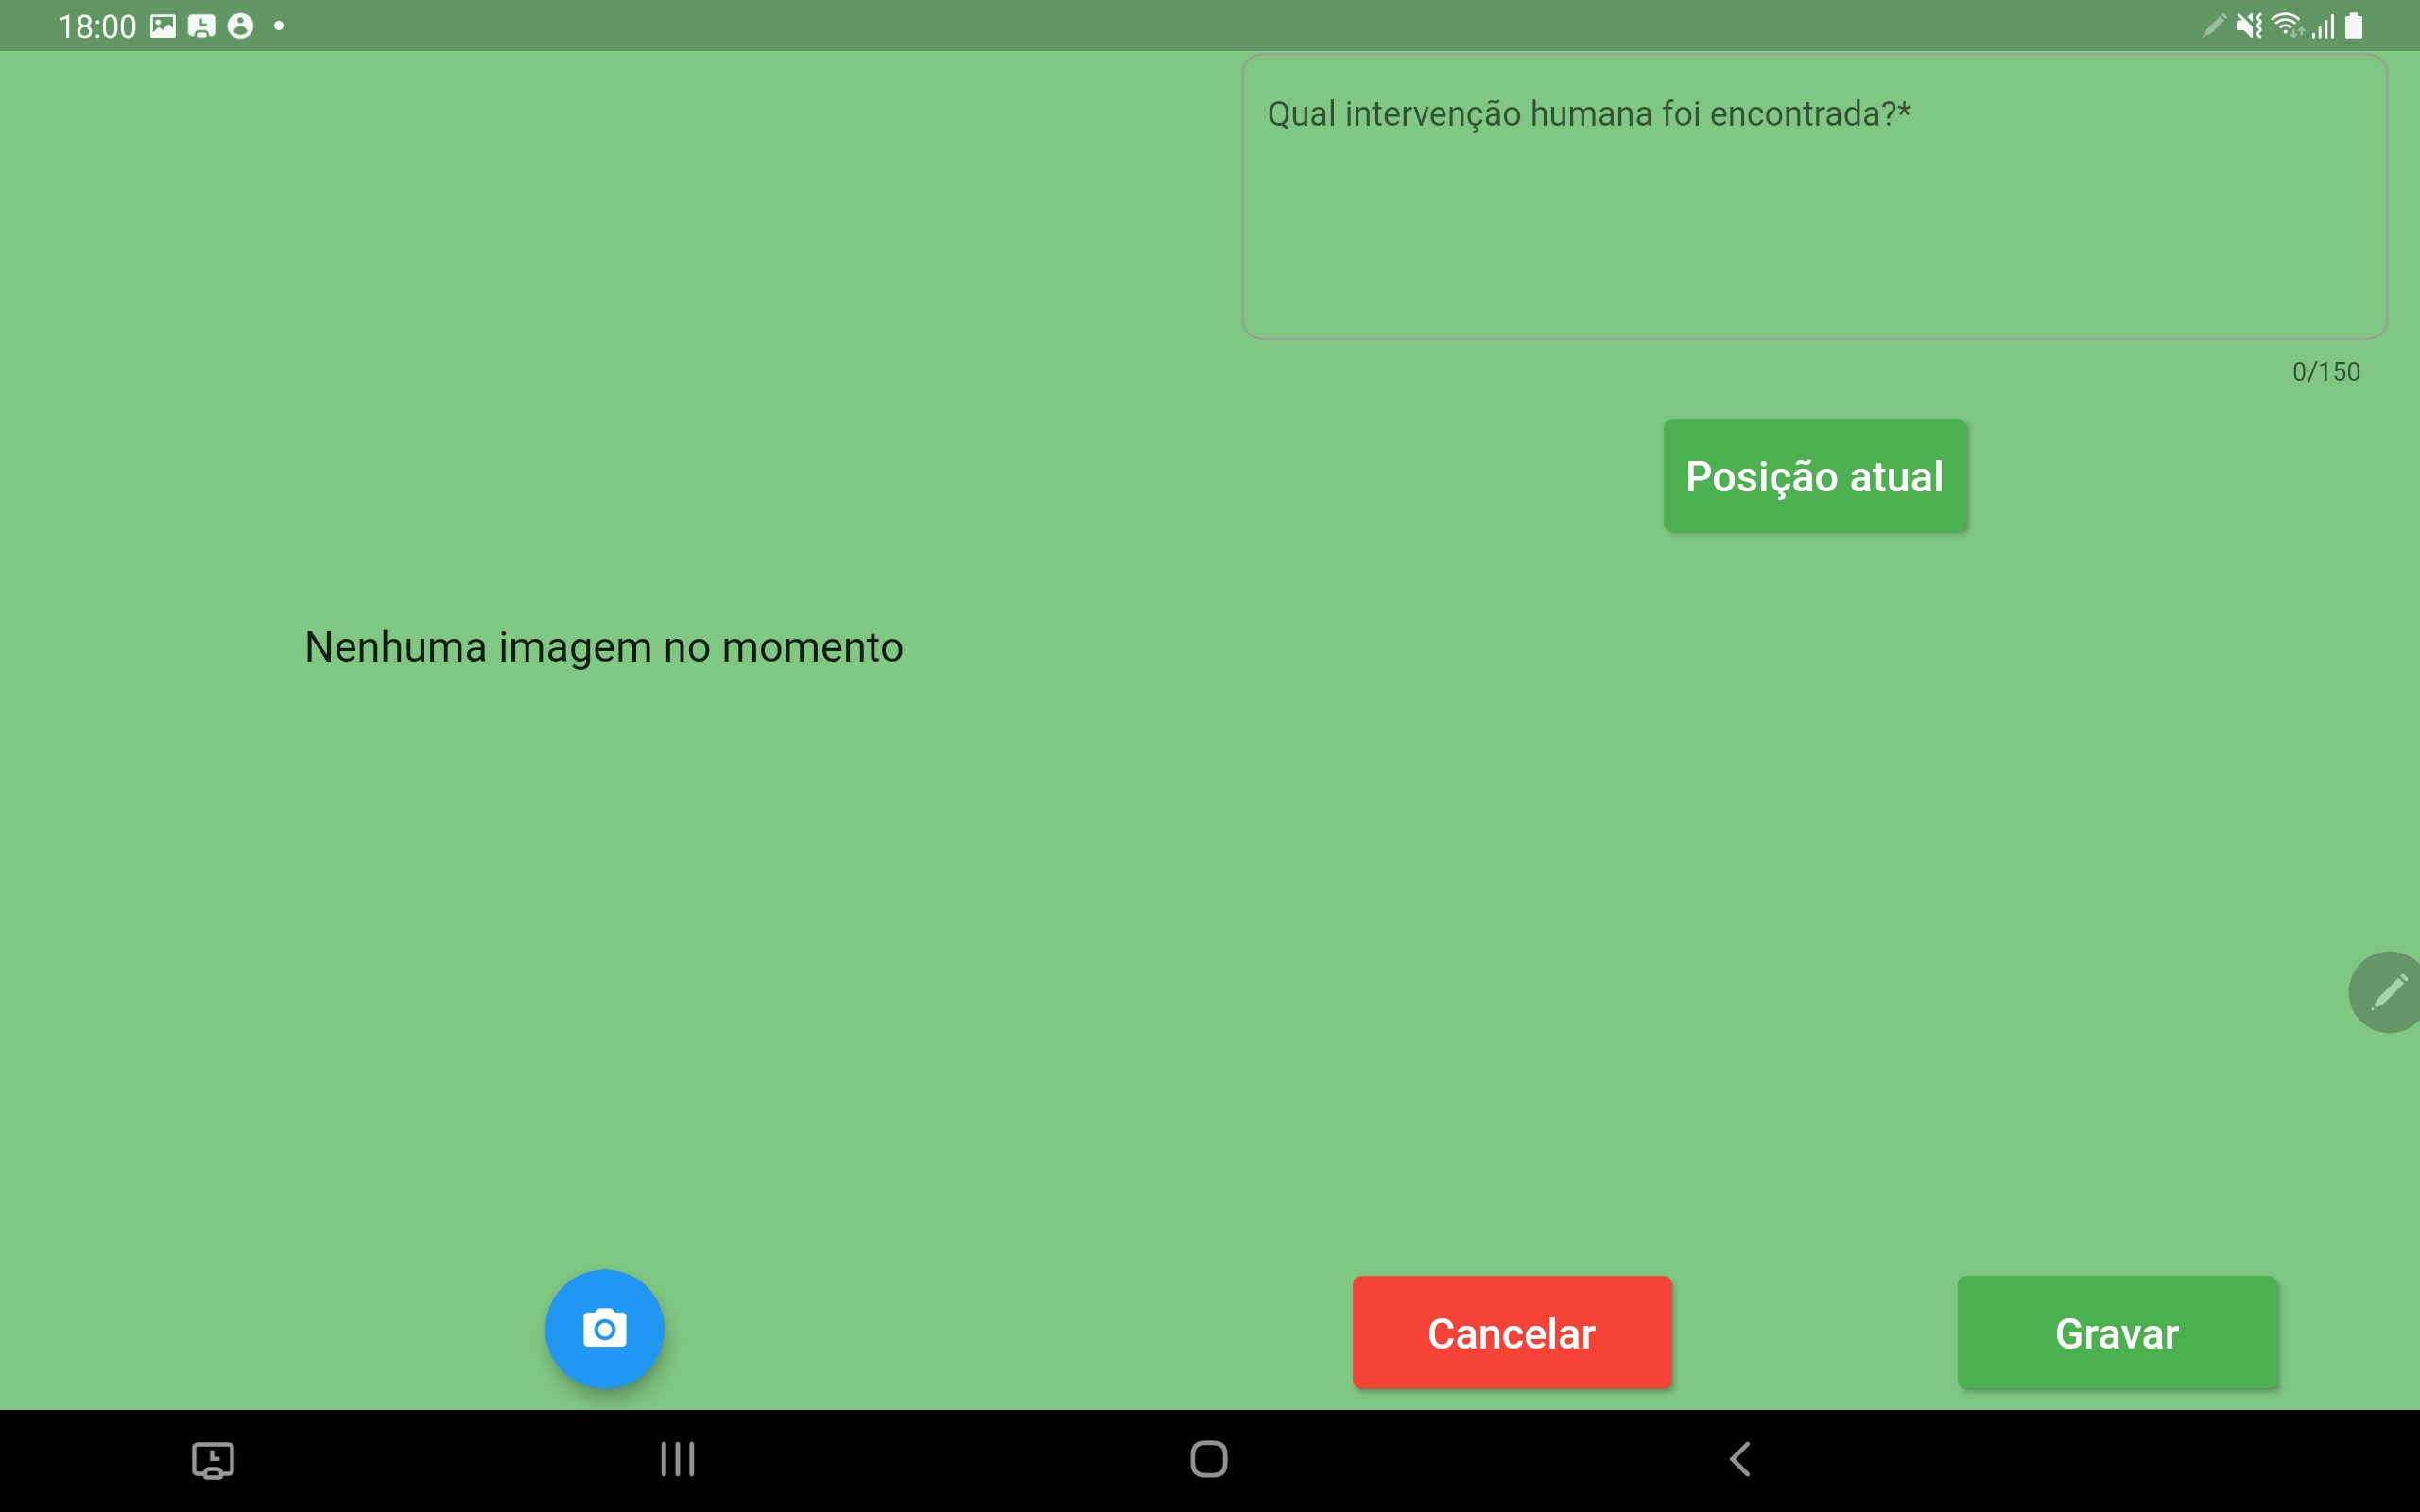 18:00
Qual intervenção humana foi encontrada?*
0/150
Posição atual
Nenhuma imagem no momento
Cancelar
Gravar